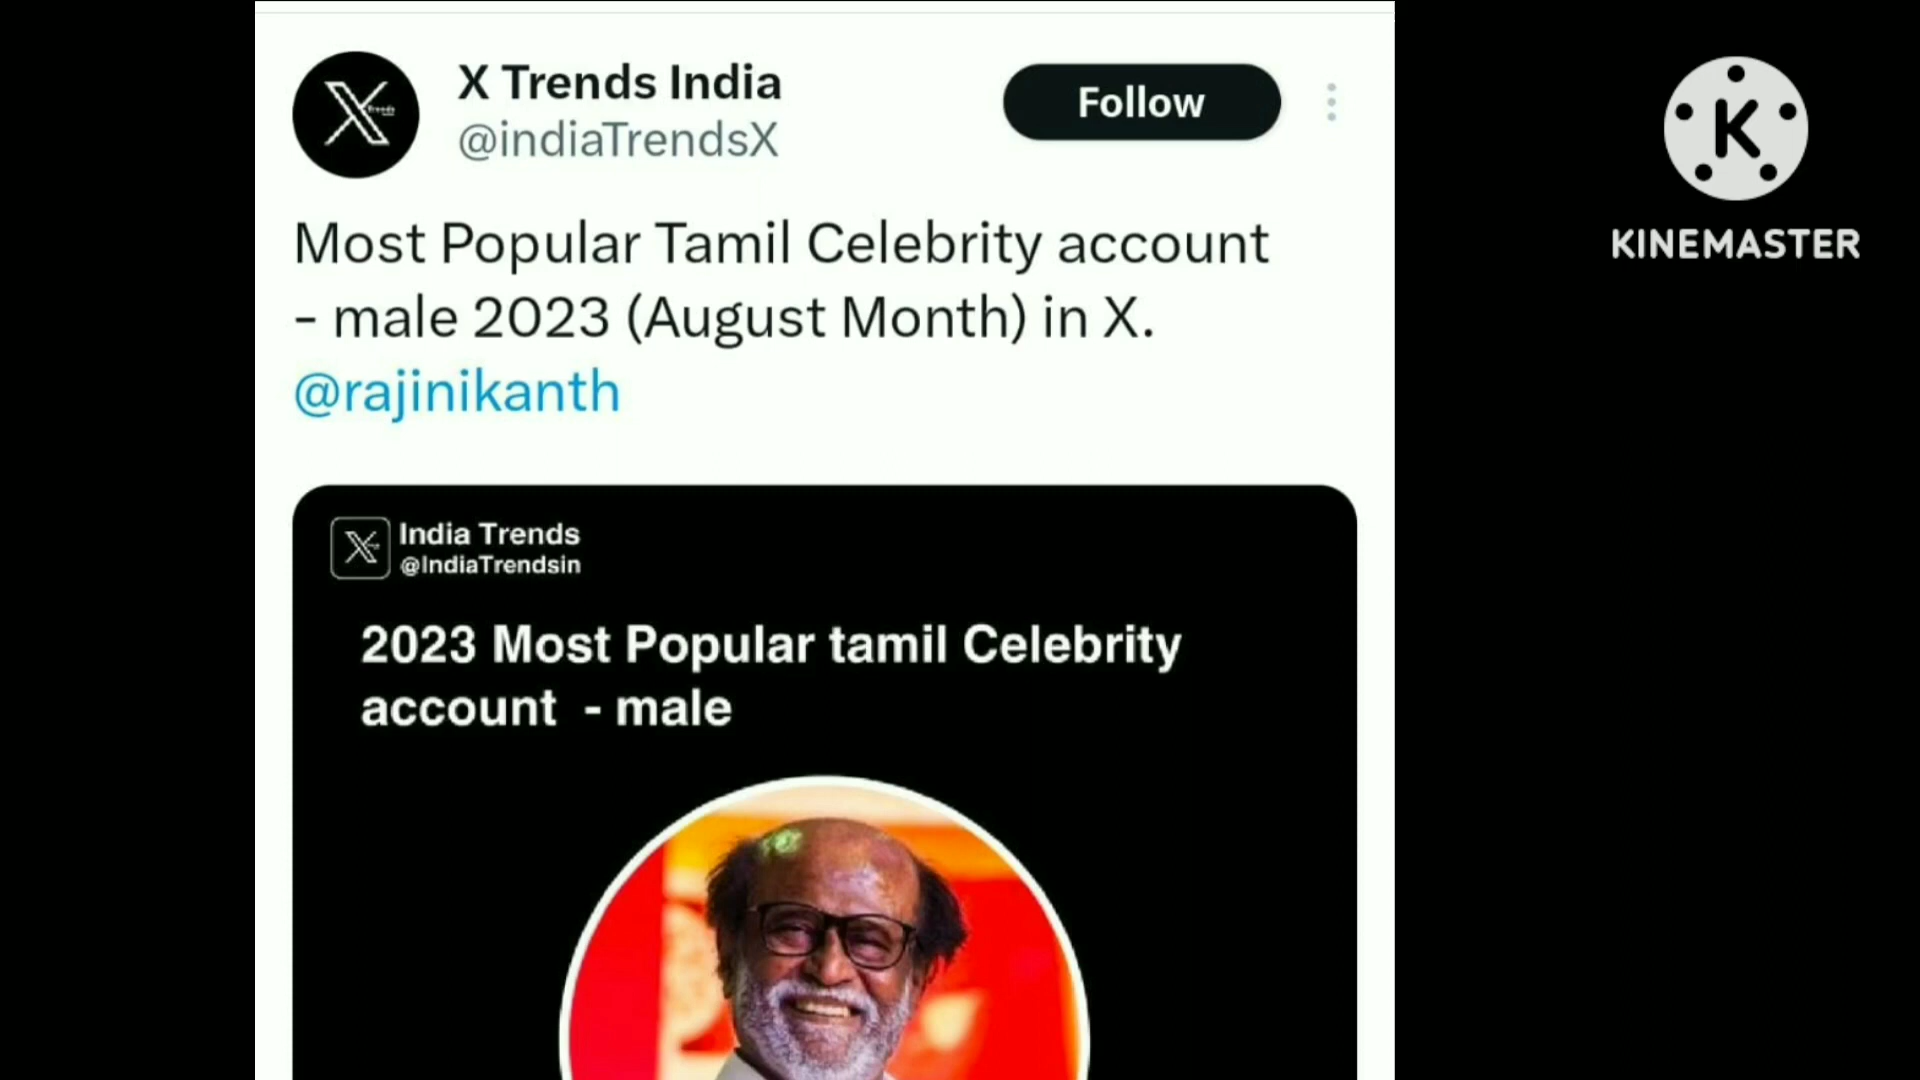 X Trends India
@indiaTrendsX
Follow
Most Popular Tamil Celebrity account
- male 2023 (August Month) in X.
@rajinikanth
India Trends
@IndiaTrendsin
2023 Most Popular tamil Celebrity
account - male
K
KINEMASTER